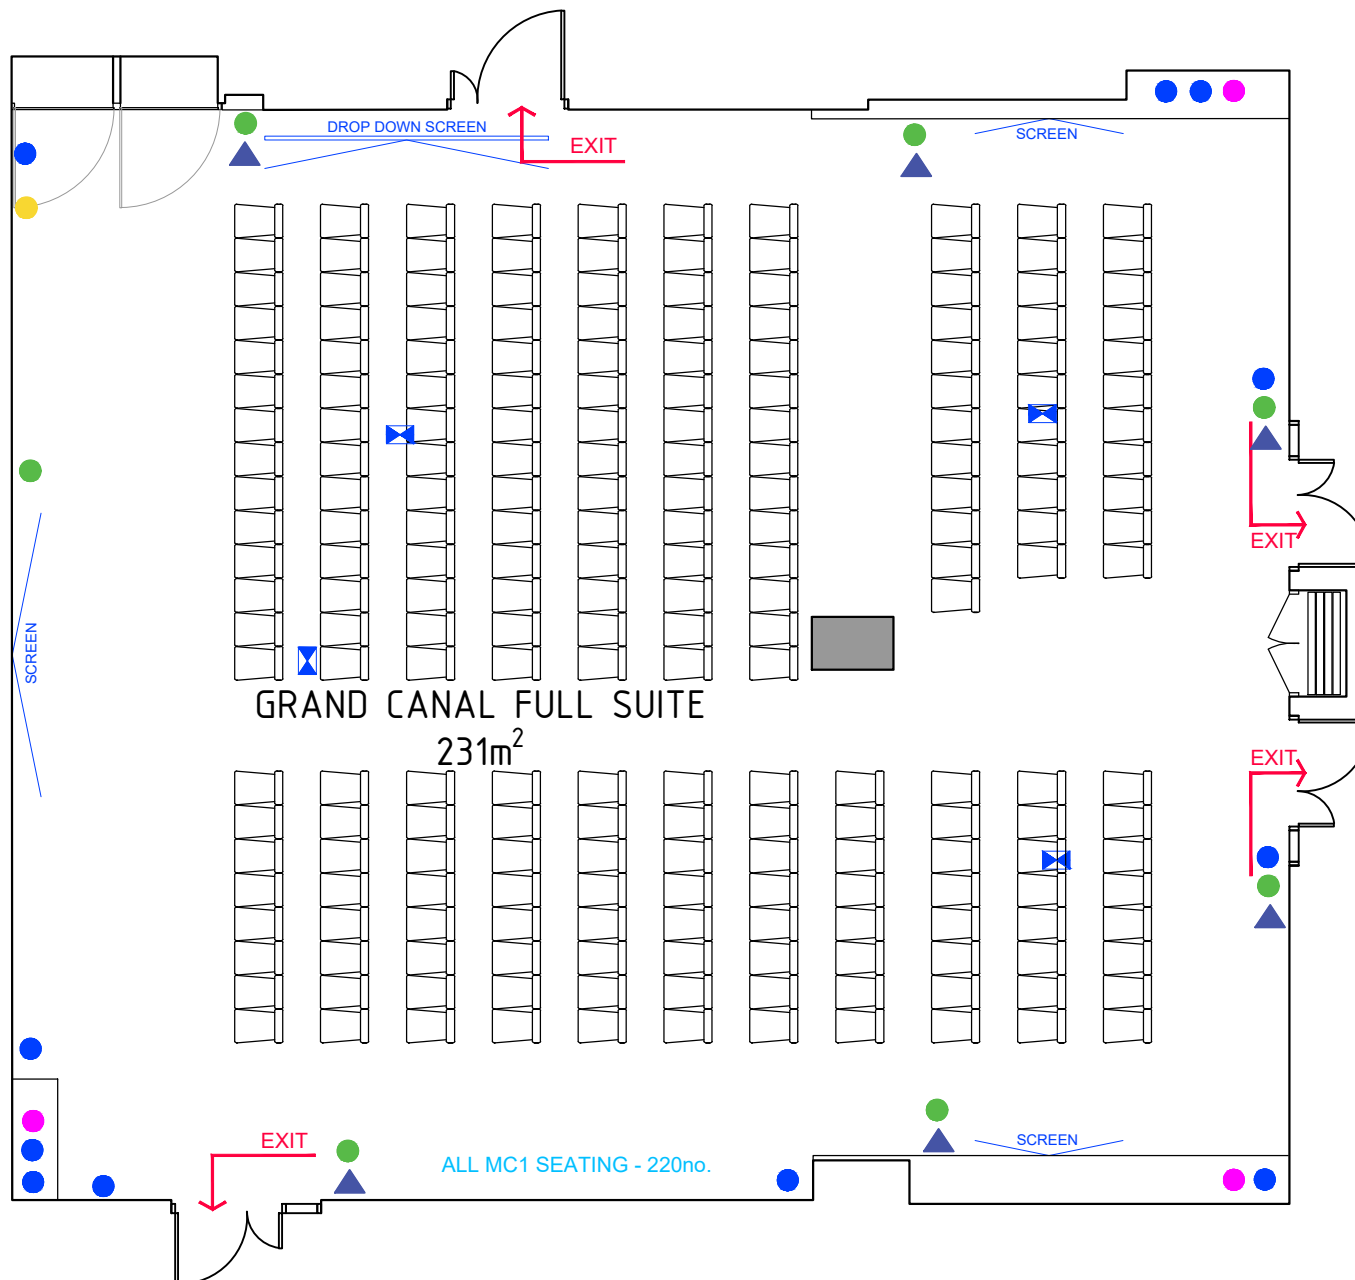 DROP DOWN SCREEN
EXIT
SCREEN
EXIT
SCREEN
GRAND CANAL FULL SUITE
231m²
EXIT
EXIT
SCREEN
ALL MC1 SEATING - 220no.